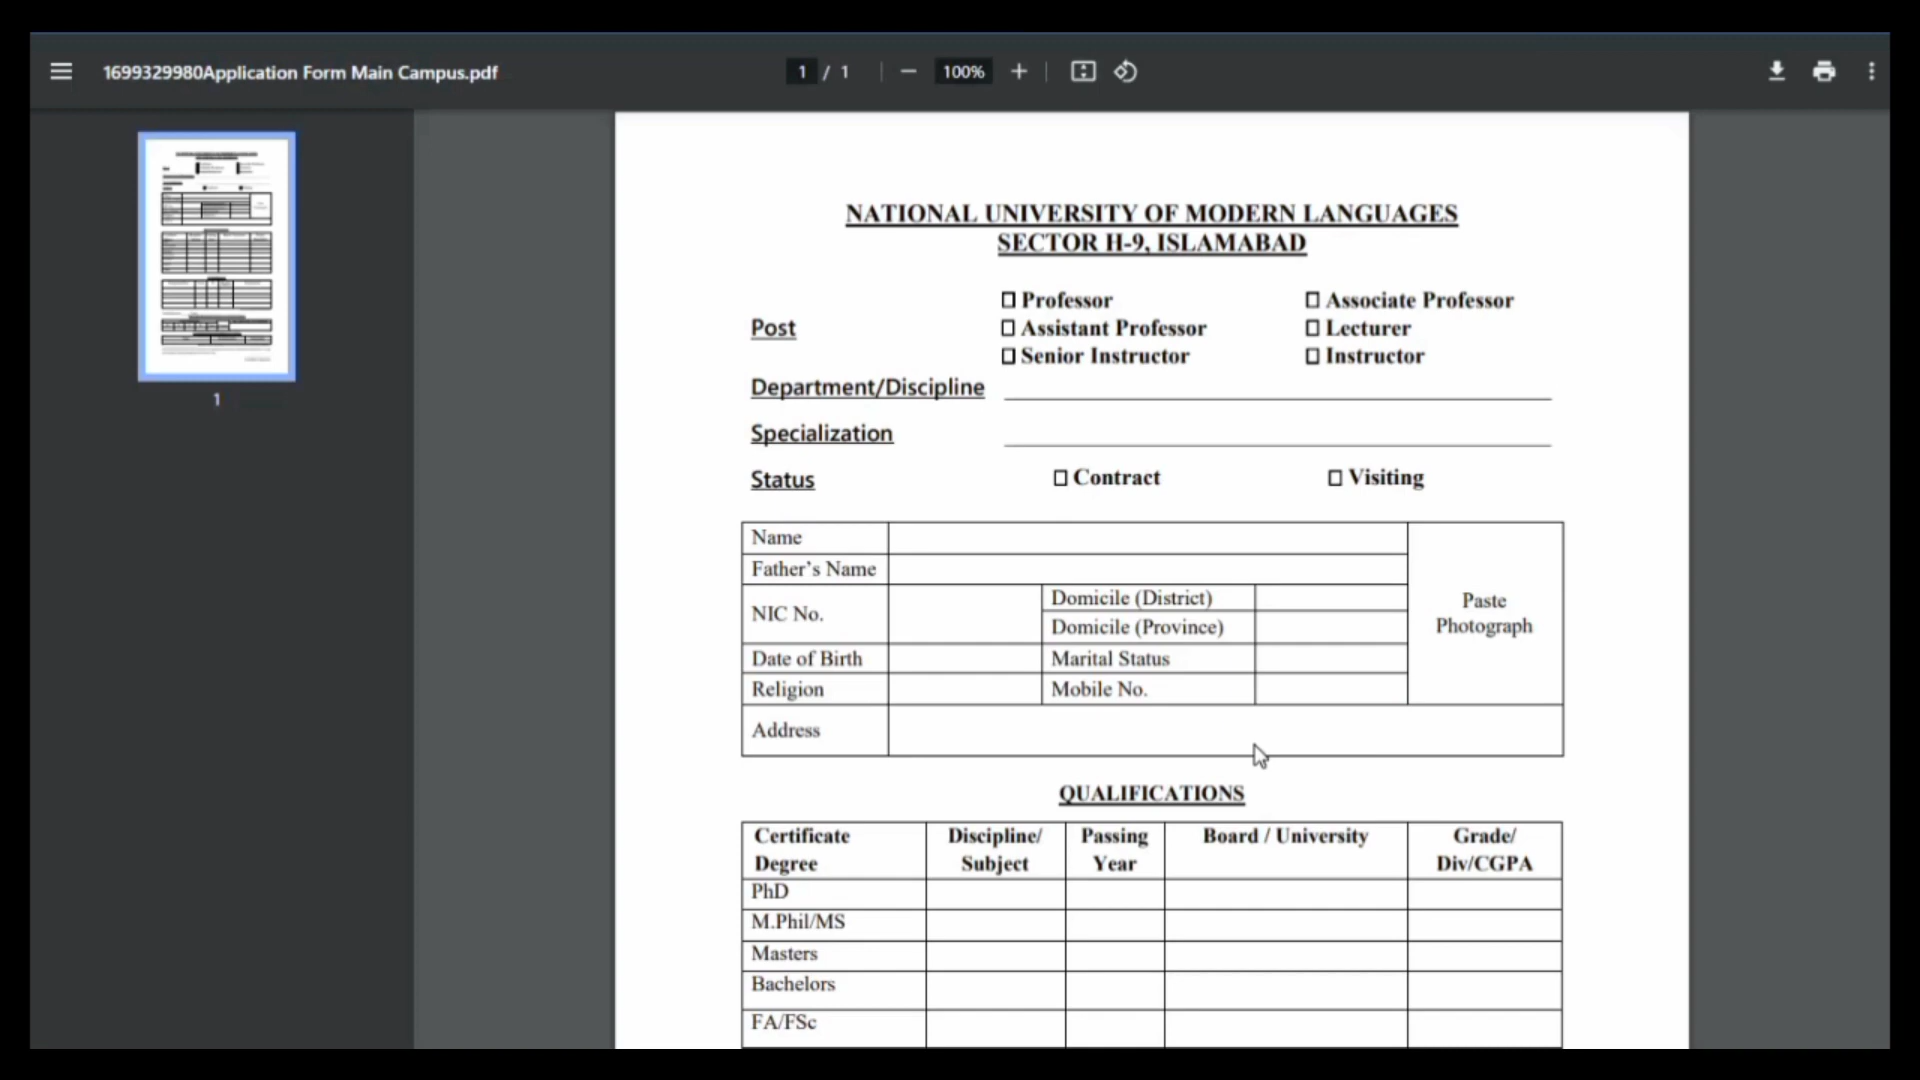 1699329980Application Form Main Campus.pdf
1 / 1
100%
1
NATIONAL UNIVERSITY OF MODERN LANGUAGES
SECTOR H-9, ISLAMABAD
Post
Professor
Associate Professor
Assistant Professor
Lecturer
Senior Instructor
Instructor
Department/Discipline
Specialization
Status
Contract
Visiting
Name
Father's Name
NIC No.
Domicile (District)
Domicile (Province)
Date of Birth
Marital Status
Religion
Mobile No.
Address
Paste
Photograph
QUALIFICATIONS
Certificate
Degree
Discipline/
Subject
Passing
Year
Board / University
Grade/
Div/CGPA
PhD
M.Phil/MS
Masters
Bachelors
FA/FSc